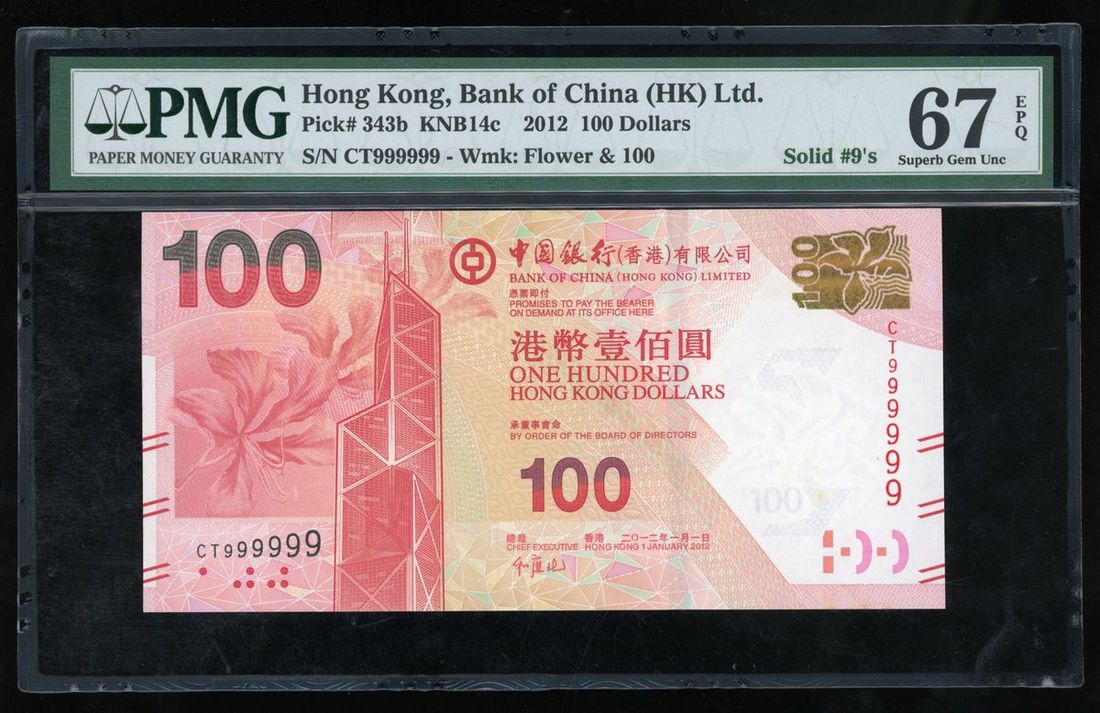 PMG
PAPER MONEY GUARANTY
Hong Kong, Bank of China (HK) Ltd.
Pick# 343b KNB14c 2012 100 Dollars
S/N CT999999 - Wmk: Flower & 100
Solid #9's
67
EPQ
Superb Gem Unc
100
中國銀行(香港)有限公司
BANK OF CHINA (HONG KONG) LIMITED
憑票即付
PROMISES TO PAY THE BEARER
ON DEMAND AT ITS OFFICE HERE
港幣壹佰圓
ONE HUNDRED
HONG KONG DOLLARS
承董事會命
BY ORDER OF THE BOARD OF DIRECTORS
100
總裁
CHIEF EXECUTIVE
香港 二〇一二年一月一日
HONG KONG 1 JANUARY 2012
CT999999
100
CT999999
100